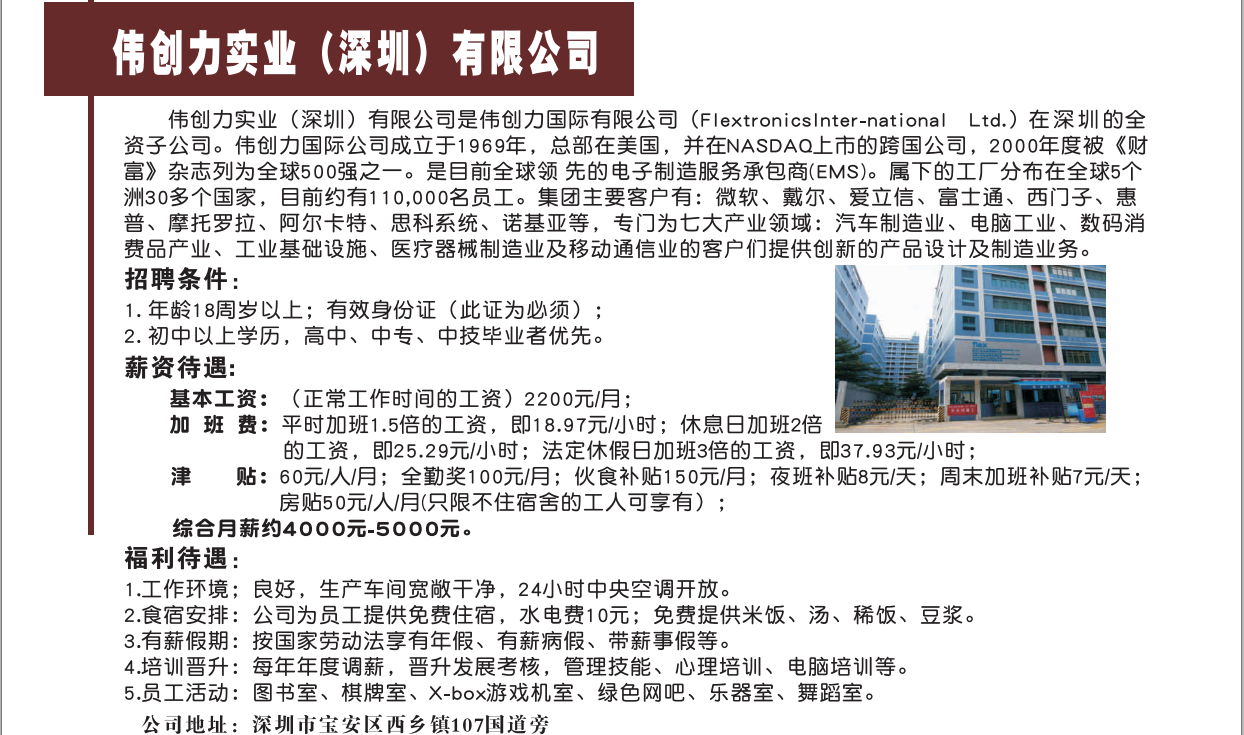 伟创力实业（深圳）有限公司
伟创力实业（深圳）有限公司是伟创力国际有限公司（FlextronicsInter-national Ltd.）在深圳的全
资子公司。伟创力国际公司成立于1969年，总部在美国，并在NASDAQ上市的跨国公司，2000年度被《财
富》杂志列为全球500强之一。是目前全球领 先的电子制造服务承包商(EMS)。属下的工厂分布在全球5个
洲30多个国家，目前约有110,000名员工。集团主要客户有：微软、戴尔、爱立信、富士通、西门子、惠
普、摩托罗拉、阿尔卡特、思科系统、诺基亚等，专门为七大产业领域：汽车制造业、电脑工业、数码消
费品产业、工业基础设施、医疗器械制造业及移动通信业的客户们提供创新的产品设计及制造业务。
招聘条件：
1. 年龄18周岁以上；有效身份证（此证为必须）；
2. 初中以上学历，高中、中专、中技毕业者优先。
flex
薪资待遇:
基本工资：（正常工作时间的工资）2200元/月；
加 班 费：平时加班1.5倍的工资，即18.97元/小时；休息日加班2倍
的工资，即25.29元/小时；法定休假日加班3倍的工资，即37.93元/小时；
津 贴：60元/人/月；全勤奖100元/月；伙食补贴150元/月；夜班补贴8元/天；周末加班补贴7元/天；
房贴50元/人/月(只限不住宿舍的工人可享有）；
综合月薪约4000元-5000元。
福利待遇：
1.工作环境；良好，生产车间宽敞干净，24小时中央空调开放。
2.食宿安排：公司为员工提供免费住宿，水电费10元；免费提供米饭、汤、稀饭、豆浆。
3.有薪假期：按国家劳动法享有年假、有薪病假、带薪事假等。
4.培训晋升：每年年度调薪，晋升发展考核，管理技能、心理培训、电脑培训等。
5.员工活动：图书室、棋牌室、X-box游戏机室、绿色网吧、乐器室、舞蹈室。
公司地址：深圳市宝安区西乡镇107国道旁